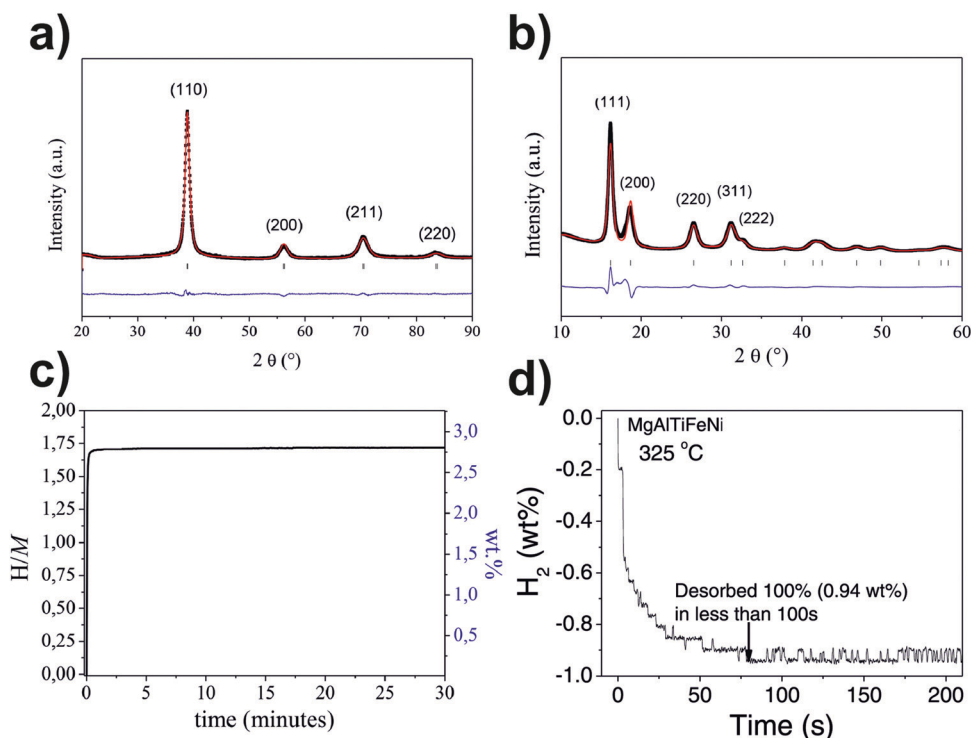 a)
Intensity (a.u.)
(110)
(200)
(211)
(220)
20 30 40 50 60 70 80 90
2 θ (°)
b)
Intensity (a.u.)
(111)
(200)
(220)
(311)
(222)
10 20 30 40 50 60
2 θ (°)
c)
H/M
2,00
1,75
1,50
1,25
1,00
0,75
0,50
0,25
0,00
3,0
2,5
2,0
1,5
1,0
0,5
wt.%
0 5 10 15 20 25 30
time (minutes)
d)
H2 (wt%)
0.0
-0.2
-0.4
-0.6
-0.8
-1.0
MgAlTiFeNi
325 °C
Desorbed 100% (0.94 wt%)
in less than 100s
0 50 100 150 200
Time (s)